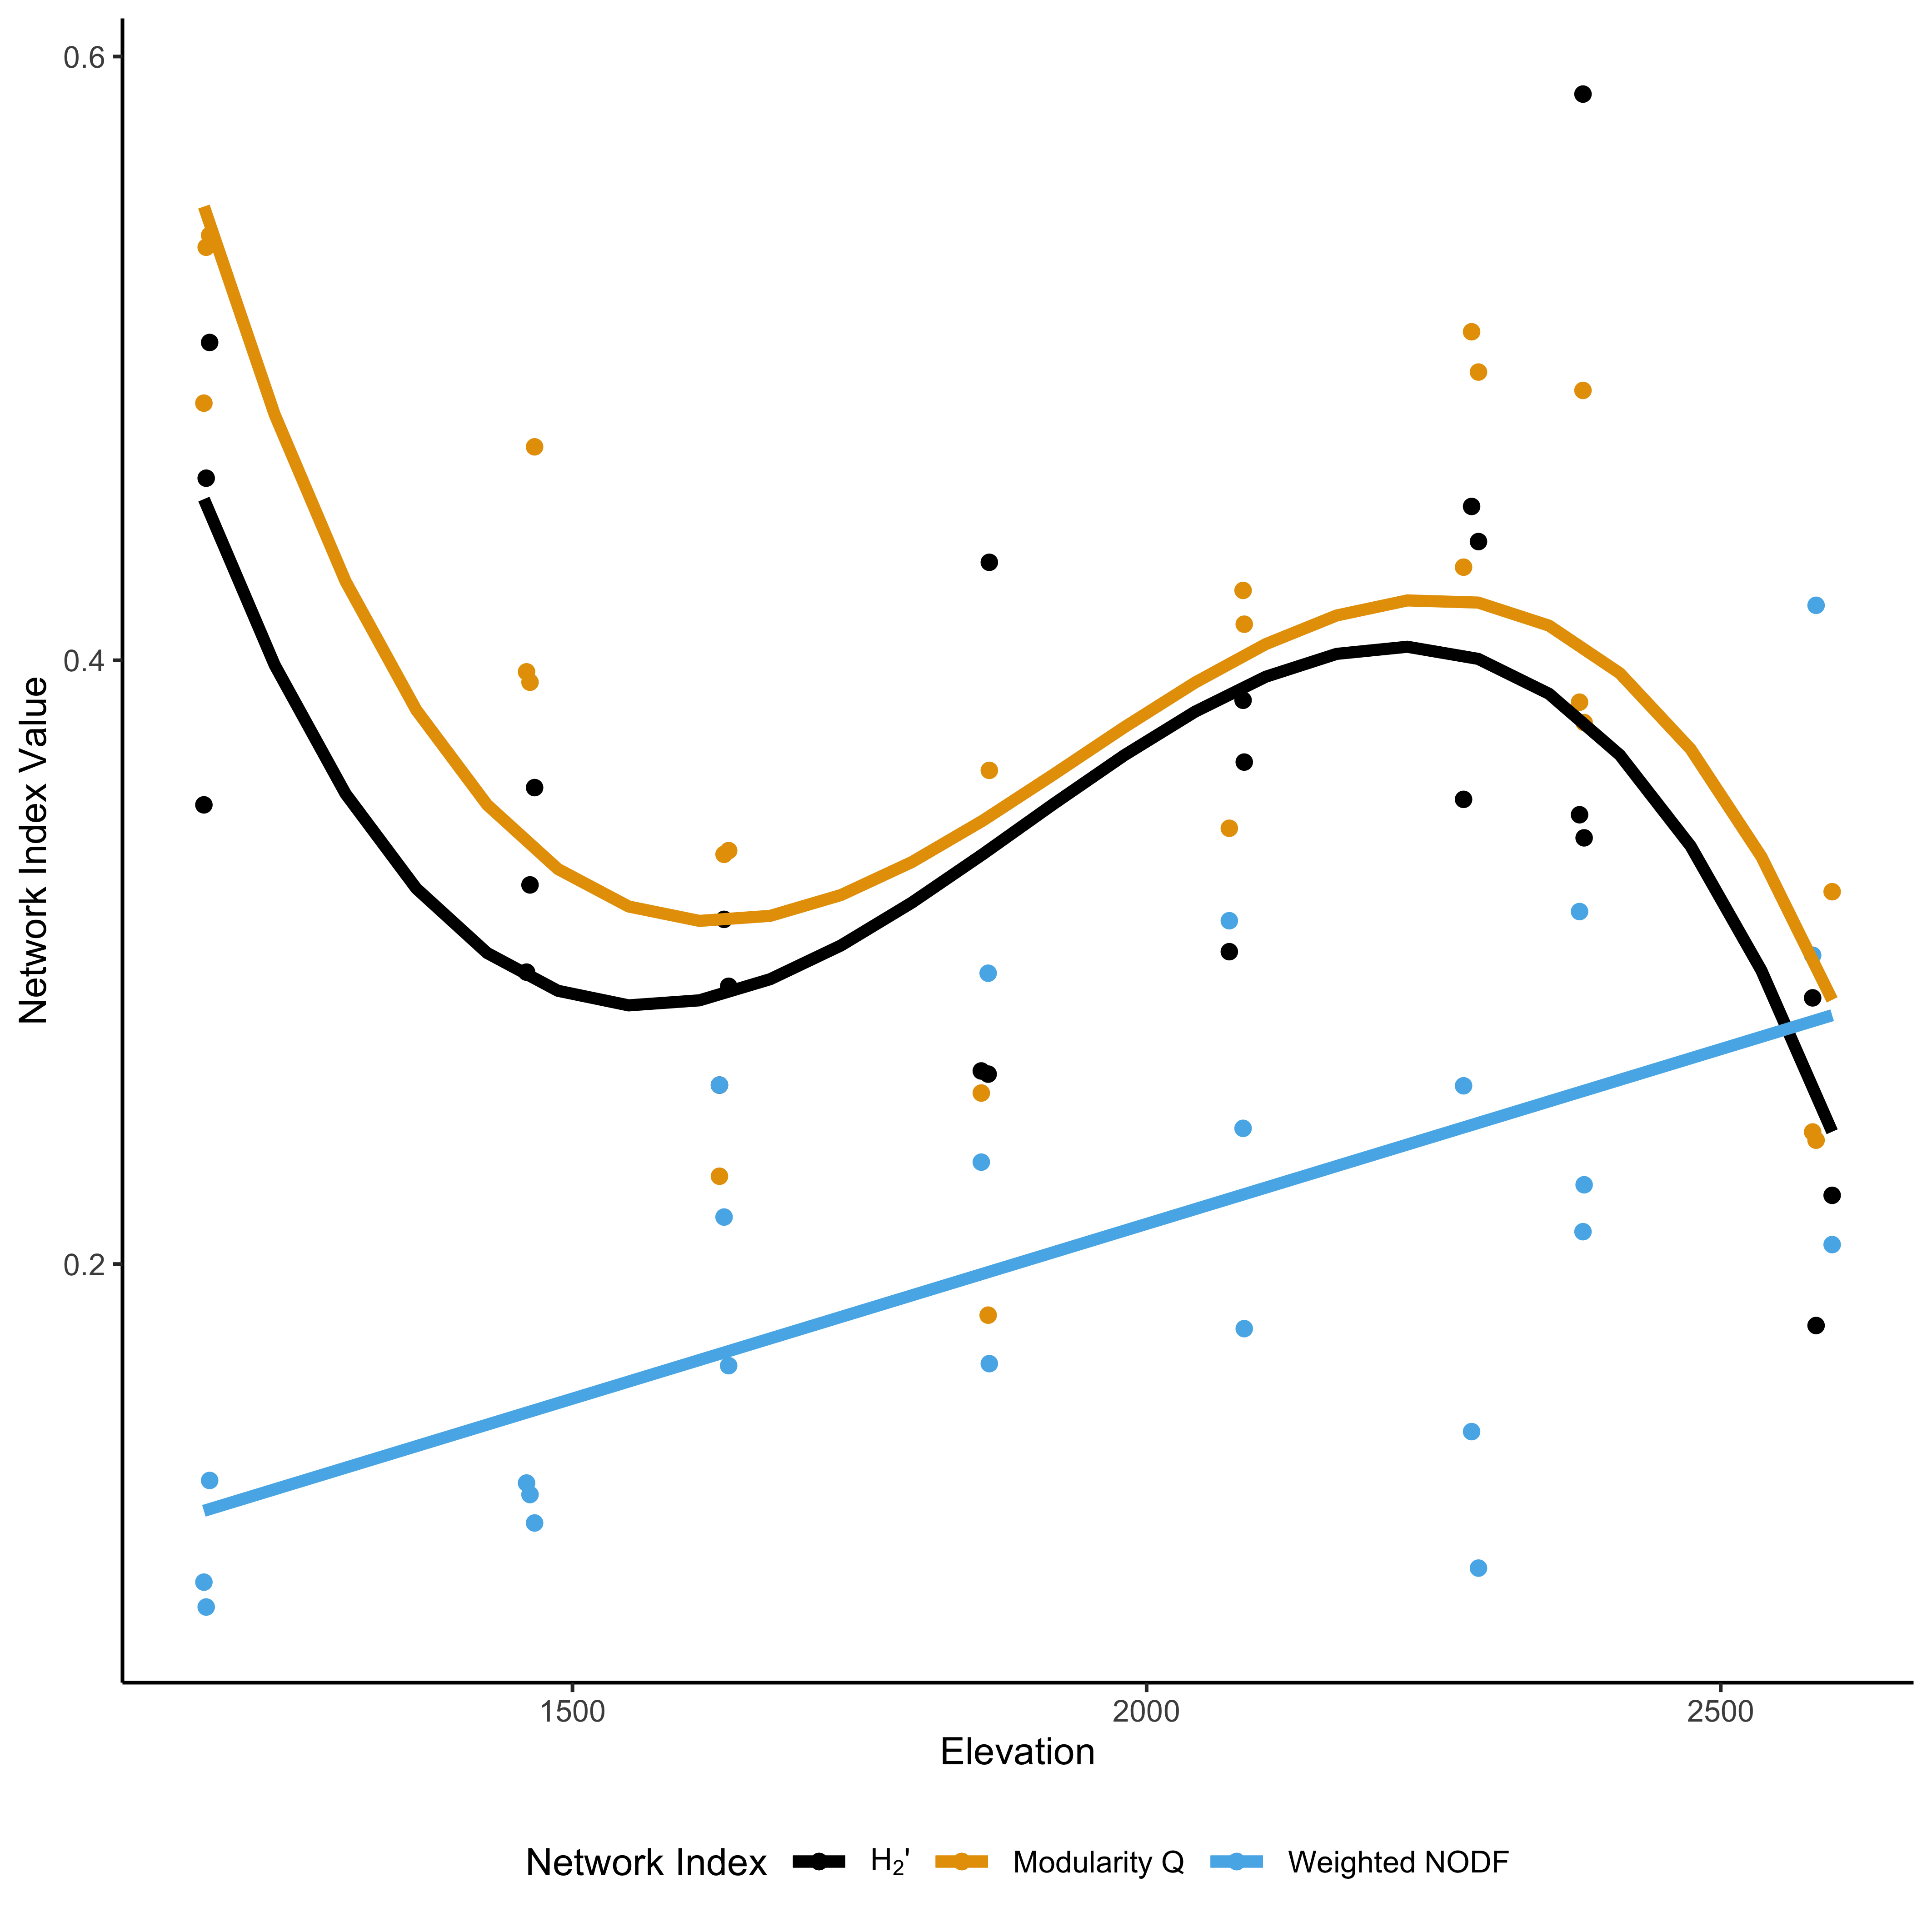 0.6
0.4
0.2
Network Index Value
1500 2000 2500
Elevation
Network Index H₂' Modularity Q Weighted NODF